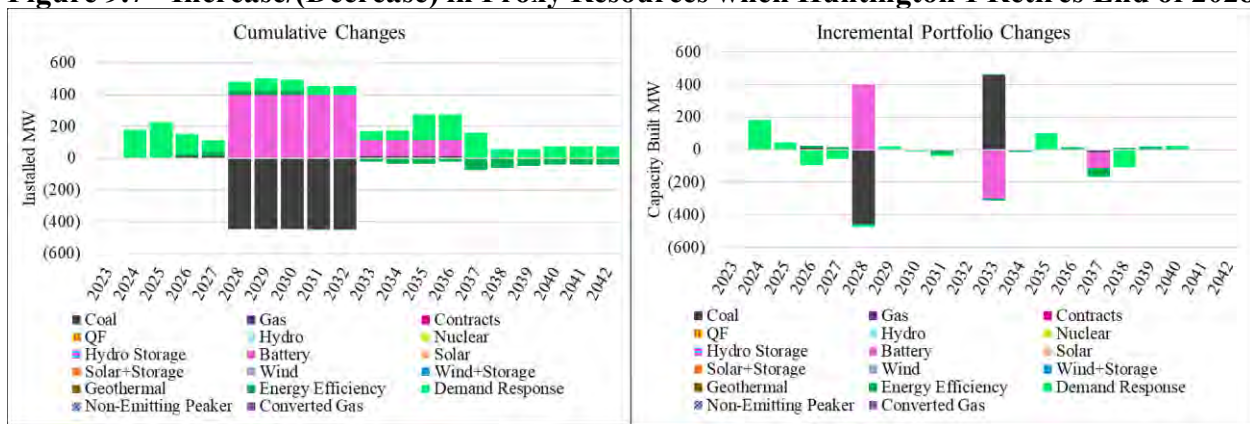 Figure 9.7 – Increase/(Decrease) in Proxy Resources when Huntington 1 Retires End of 2028
Cumulative Changes
Installed MW
600
400
200
0
(200)
(400)
(600)
2023
2024
2025
2026
2027
2028
2029
2030
2031
2032
2033
2034
2035
2036
2037
2038
2039
2040
2041
2042
Coal
Gas
Contracts
QF
Hydro
Nuclear
Hydro Storage
Battery
Solar
Solar+Storage
Wind
Wind+Storage
Geothermal
Energy Efficiency
Demand Response
Non-Emitting Peaker
Converted Gas
Incremental Portfolio Changes
Capacity Built MW
600
400
200
0
(200)
(400)
(600)
2023
2024
2025
2026
2027
2028
2029
2030
2031
2032
2033
2034
2035
2036
2037
2038
2039
2040
2041
2042
Coal
Gas
Contracts
QF
Hydro
Nuclear
Hydro Storage
Battery
Solar
Solar+Storage
Wind
Wind+Storage
Geothermal
Energy Efficiency
Demand Response
Non-Emitting Peaker
Converted Gas